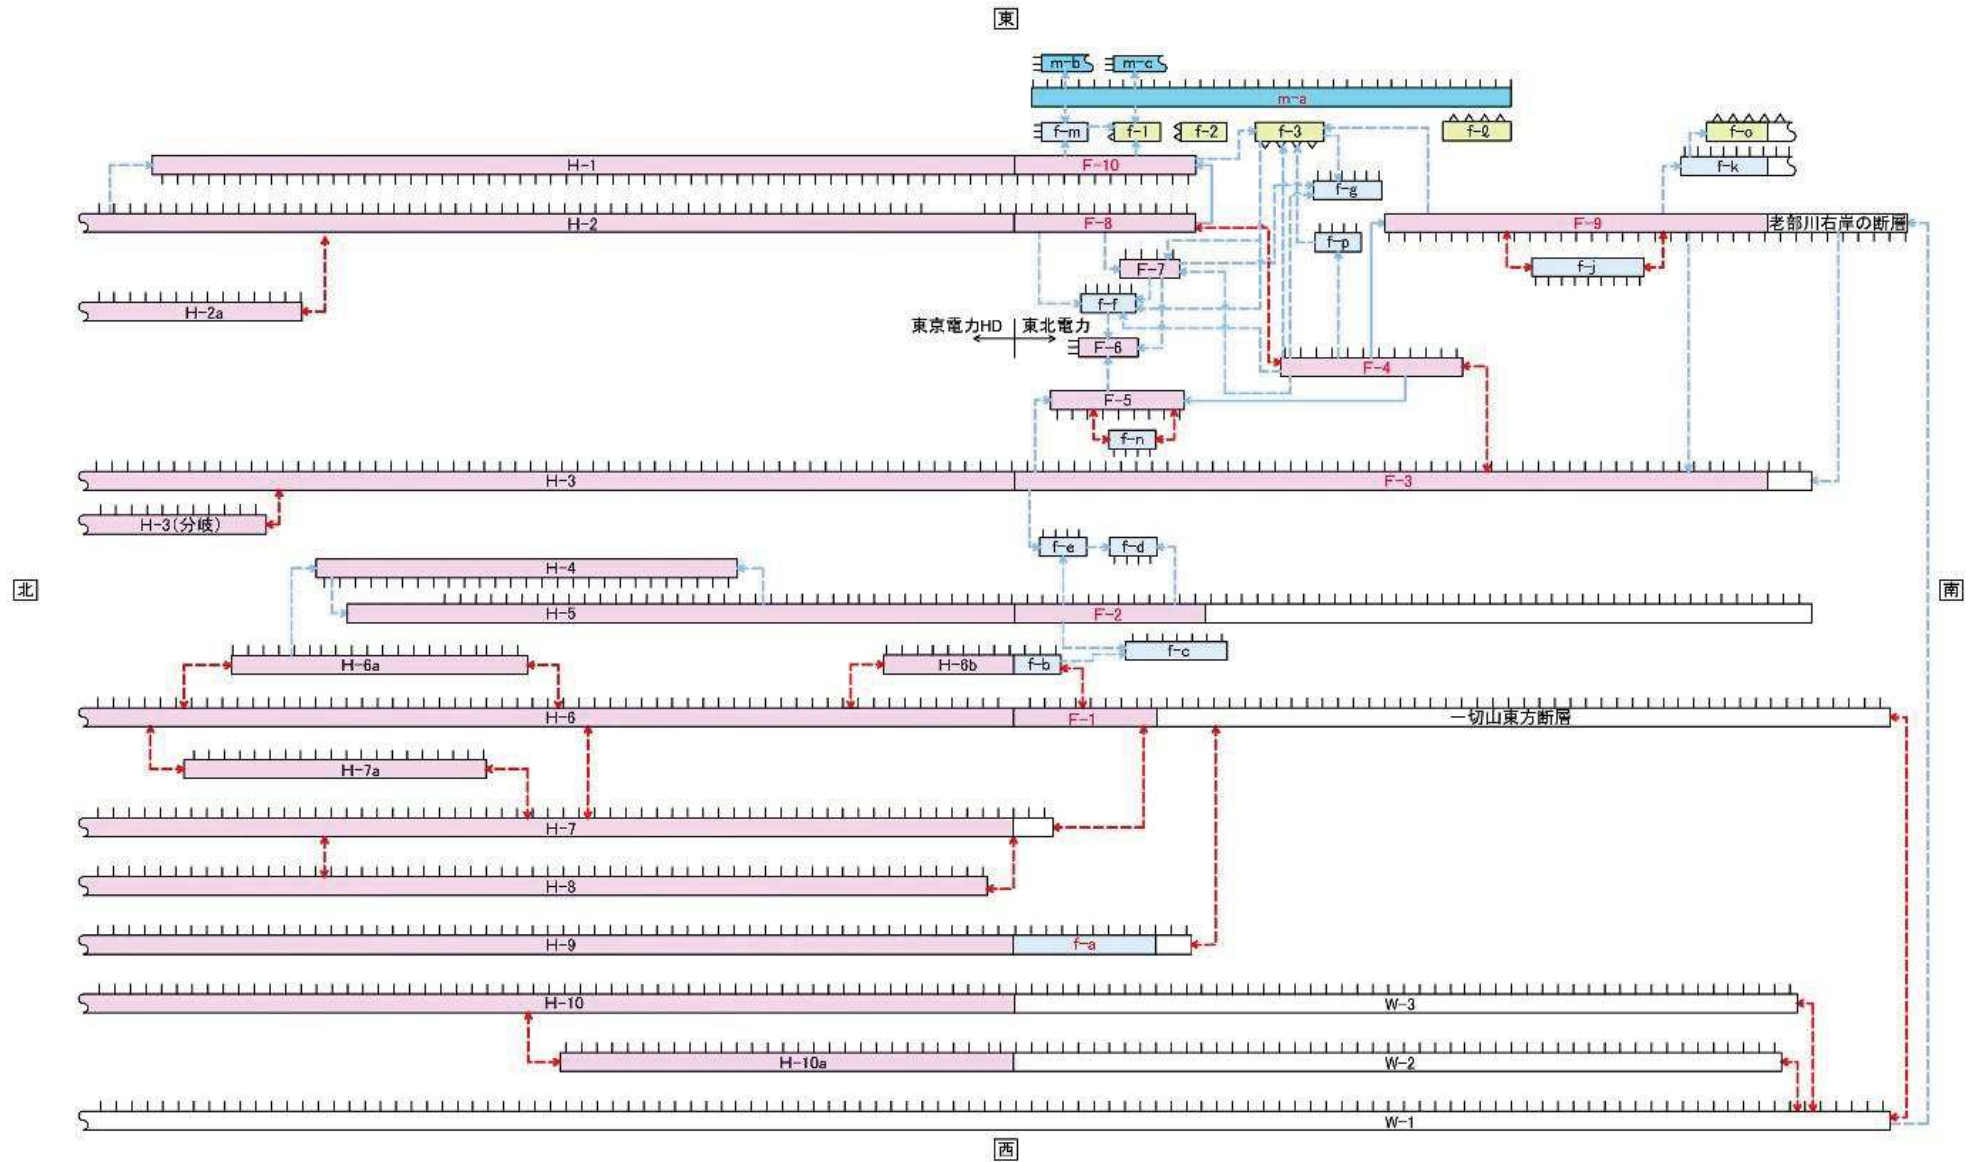 東
m-b
m-c
m-a
f-m
f-1
f-2
f-3
f-ℓ
f-o
H-1
F-10
f-k
f-g
H-2
F-8
F-9
老部川右岸の断層
f-p
F-7
f-j
f-f
H-2a
東京電力HD
東北電力
F-6
F-4
F-5
f-n
H-3
F-3
H-3(分岐)
f-e
f-d
H-4
北
南
H-5
F-2
f-c
H-6a
H-6b
f-b
H-6
F-1
一切山東方断層
H-7a
H-7
H-8
H-9
f-a
H-10
W-3
H-10a
W-2
W-1
西